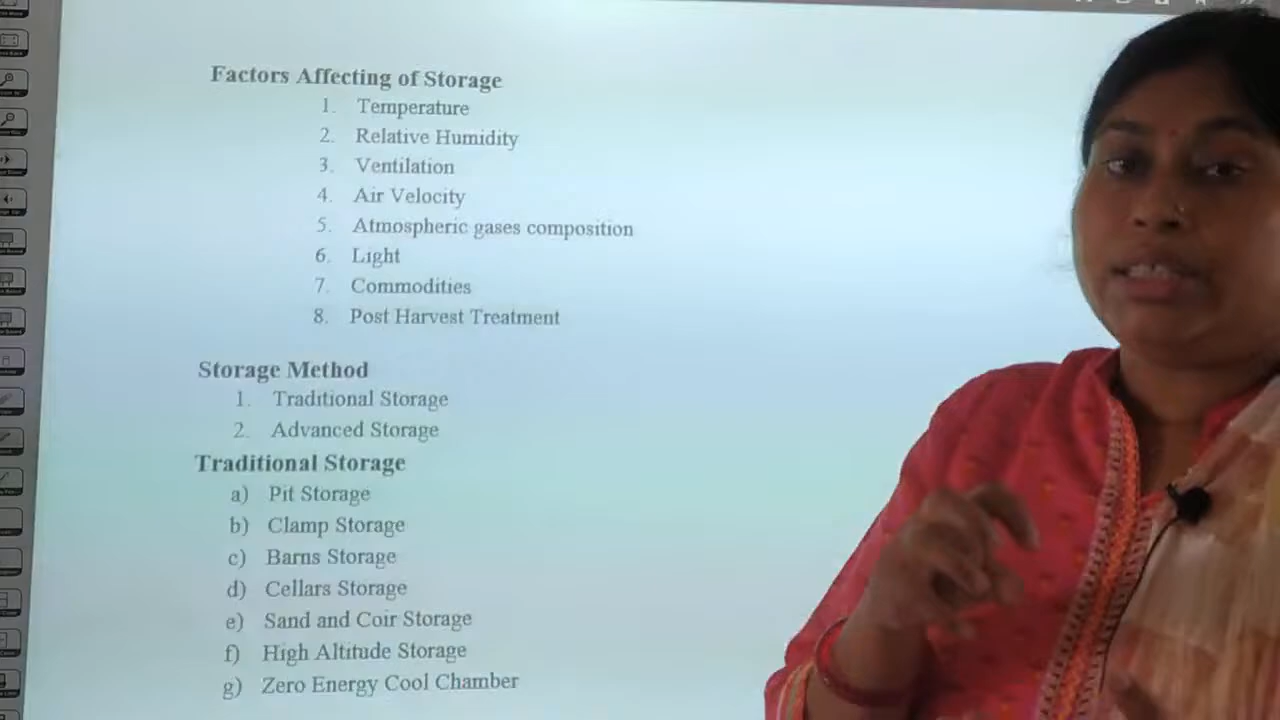 Factors Affecting of Storage
1. Temperature
2. Relative Humidity
3. Ventilation
4. Air Velocity
5. Atmospheric gases composition
6. Light
7. Commodities
8. Post Harvest Treatment
Storage Method
1. Traditional Storage
2. Advanced Storage
Traditional Storage
a) Pit Storage
b) Clamp Storage
c) Barns Storage
d) Cellars Storage
e) Sand and Coir Storage
f) High Altitude Storage
g) Zero Energy Cool Chamber